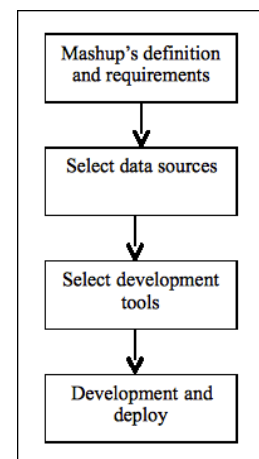 Mashup's definition
and requirements
Select data sources
Select development
tools
Development and
deploy